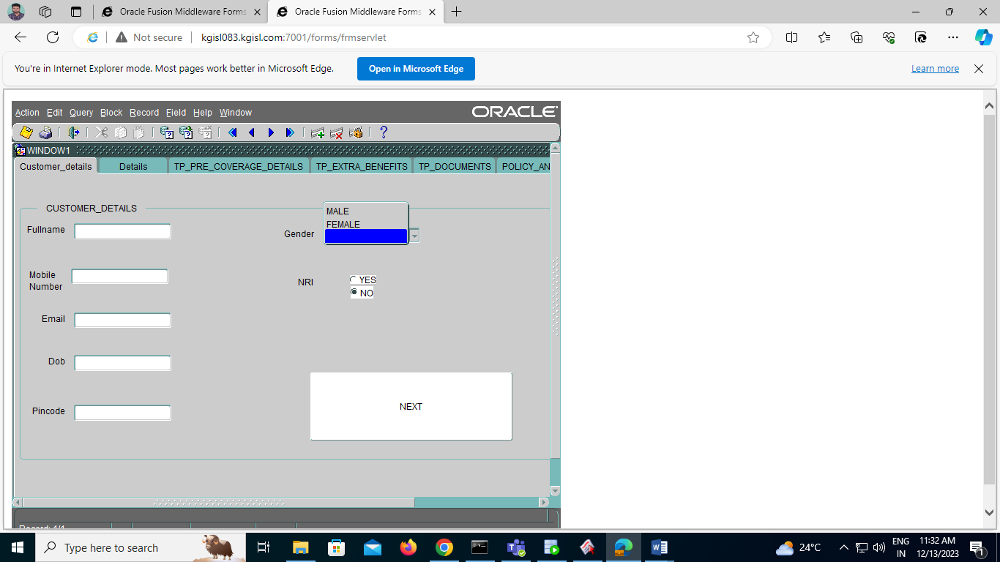 Oracle Fusion Middleware Forms
Oracle Fusion Middleware Forms
Not secure kgisl083.kgisl.com:7001/forms/frmservlet
You're in Internet Explorer mode. Most pages work better in Microsoft Edge. Open in Microsoft Edge Learn more
Action Edit Query Block Record Field Help Window ORACLE
WINDOW1
Customer_details Details TP_PRE_COVERAGE_DETAILS TP_EXTRA_BENEFITS TP_DOCUMENTS POLICY_AN
CUSTOMER_DETAILS
MALE
FEMALE
Fullname
Gender
Mobile
Number
NRI
YES
NO
Email
Dob
Pincode
NEXT
Record: 1/1
Type here to search
24°C
ENG
IN
11:32 AM
12/13/2023
1